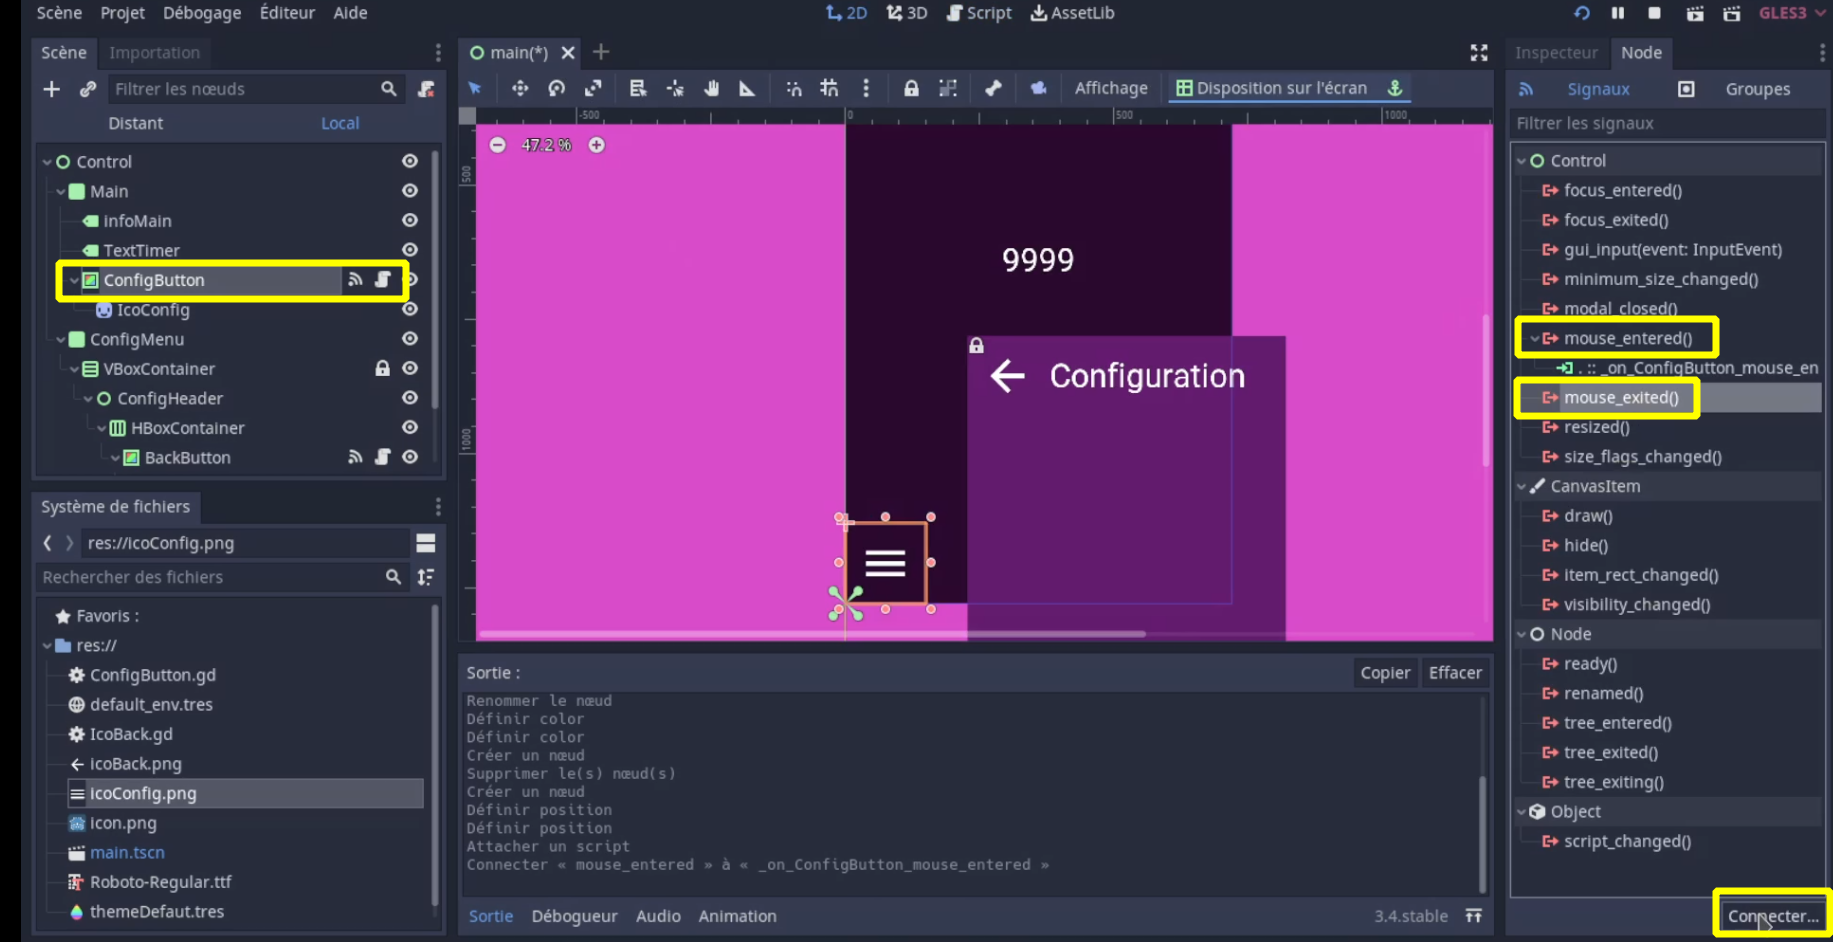 Scène Projet Débogage Éditeur Aide
2D 3D Script AssetLib
GLES3
Scène Importation
Filtrer les nœuds
Distant Local
Control
Main
infoMain
TextTimer
ConfigButton
IcoConfig
ConfigMenu
VBoxContainer
ConfigHeader
HBoxContainer
BackButton
Système de fichiers
res://icoConfig.png
Rechercher des fichiers
Favoris :
res://
ConfigButton.gd
default_env.tres
IcoBack.gd
icoBack.png
icoConfig.png
icon.png
main.tscn
Roboto-Regular.ttf
themeDefaut.tres
main(*)
Affichage Disposition sur l'écran
-500 0 500 1000
47.2 %
500
1000
9999
Configuration
Sortie :
Copier Effacer
Renommer le nœud
Définir color
Définir color
Créer un nœud
Supprimer le(s) nœud(s)
Créer un nœud
Définir position
Définir position
Attacher un script
Connecter « mouse_entered » à « _on_ConfigButton_mouse_entered »
Sortie Débogueur Audio Animation
3.4.stable
Inspecteur Node
Signaux Groupes
Filtrer les signaux
Control
focus_entered()
focus_exited()
gui_input(event: InputEvent)
minimum_size_changed()
modal_closed()
mouse_entered()
. :: _on_ConfigButton_mouse_en
mouse_exited()
resized()
size_flags_changed()
CanvasItem
draw()
hide()
item_rect_changed()
visibility_changed()
Node
ready()
renamed()
tree_entered()
tree_exited()
tree_exiting()
Object
script_changed()
Connecter...